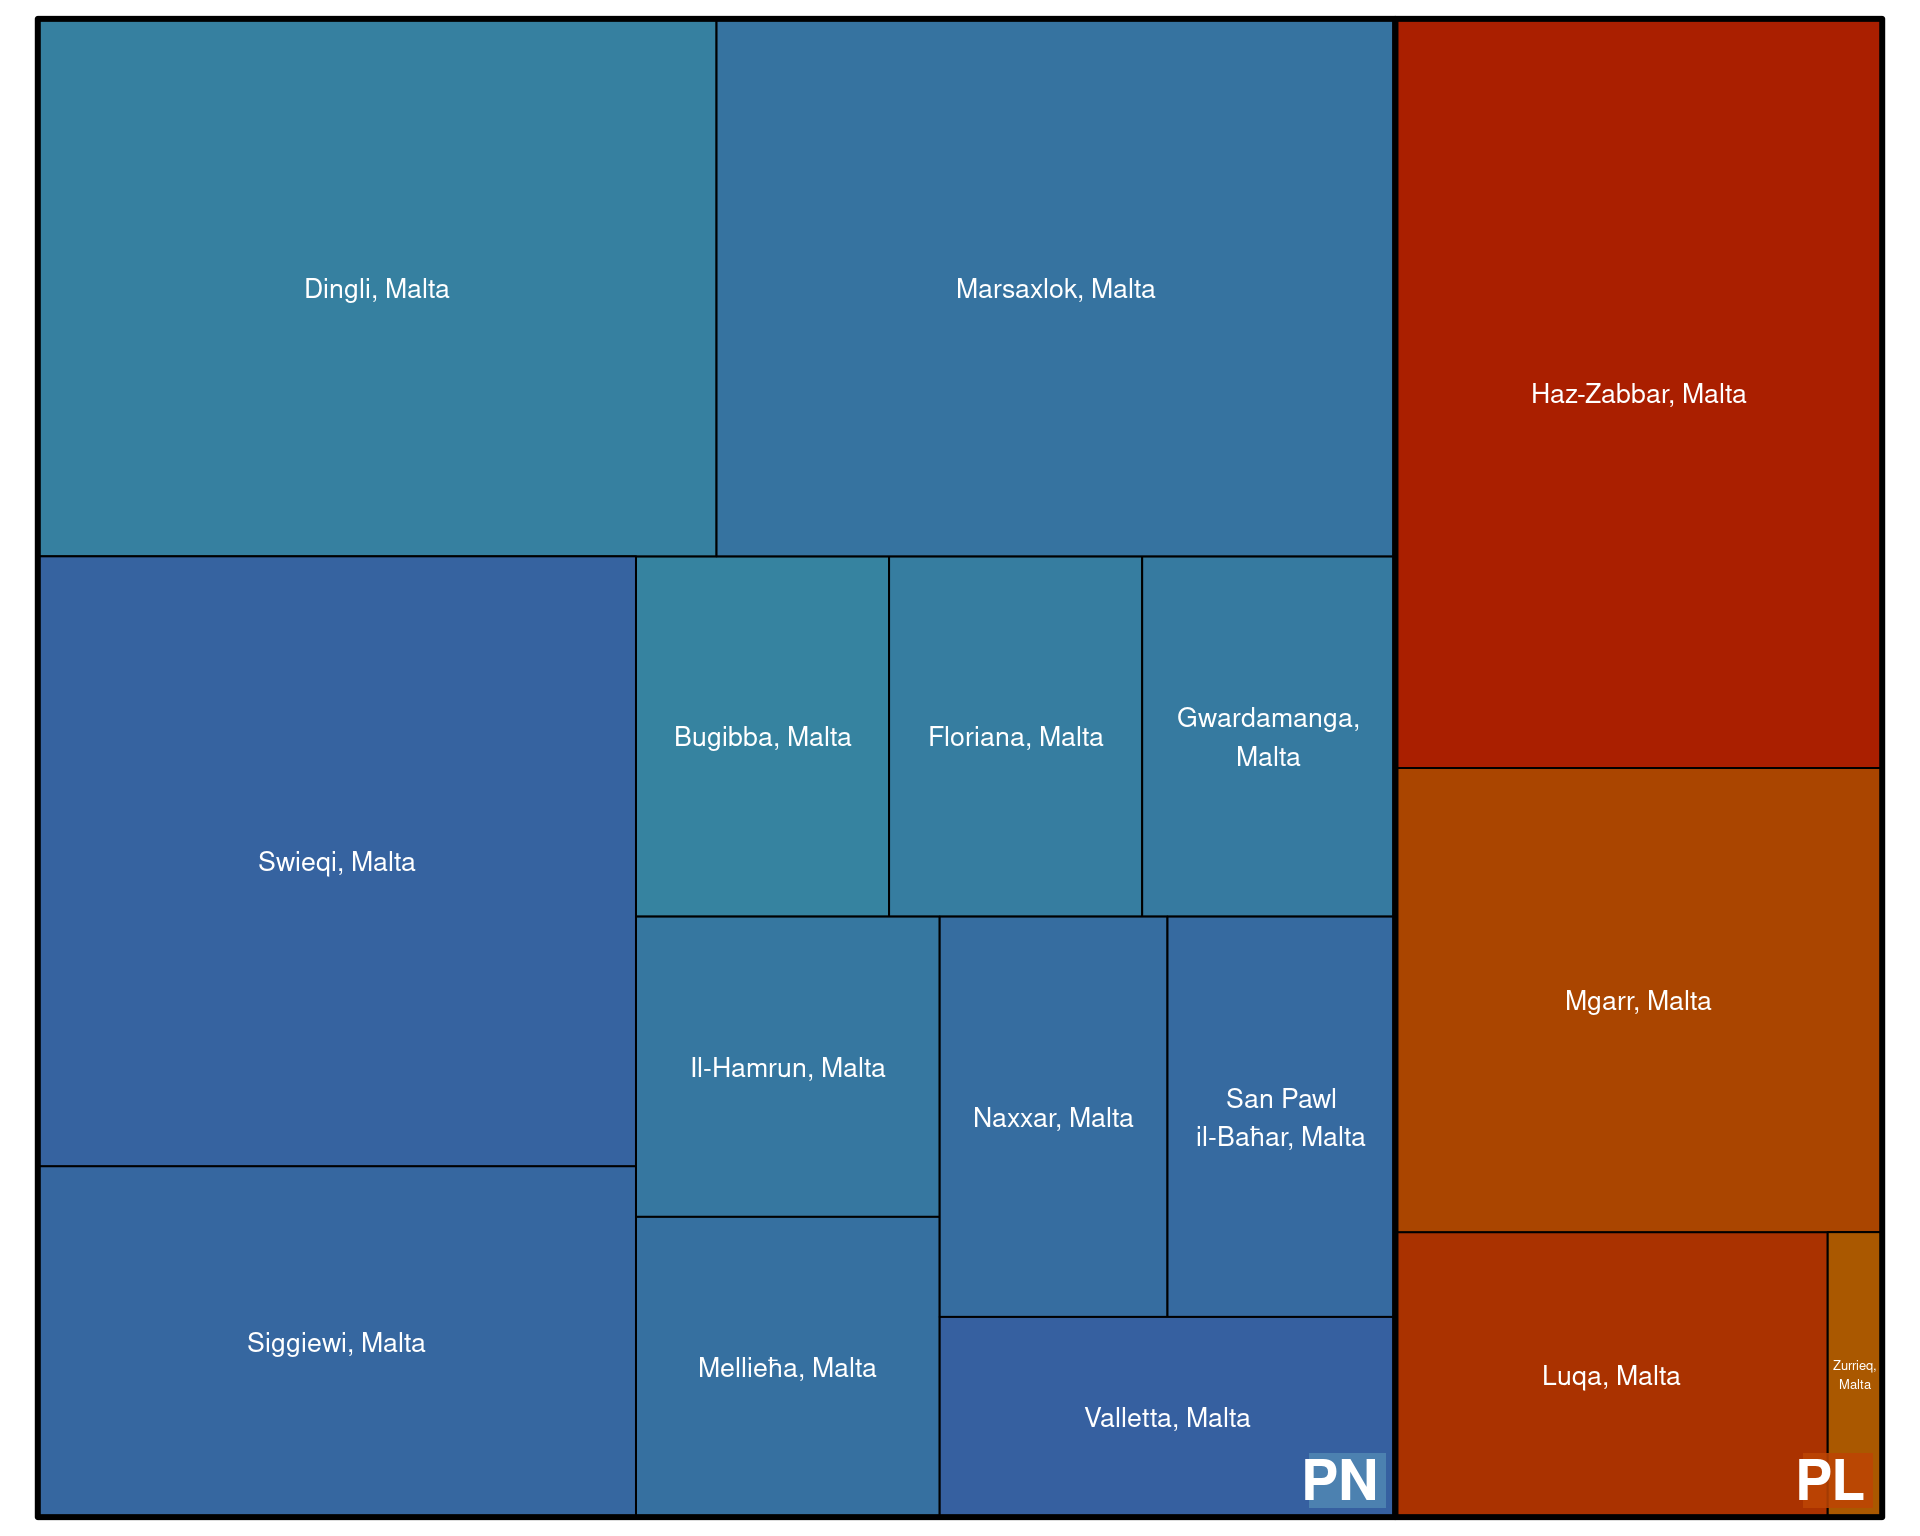 Dingli, Malta
Marsaxlok, Malta
Haz-Zabbar, Malta
Swieqi, Malta
Bugibba, Malta
Floriana, Malta
Gwardamanga,
Malta
Mgarr, Malta
Il-Hamrun, Malta
Naxxar, Malta
San Pawl
il-Baħar, Malta
Siggiewi, Malta
Mellieħa, Malta
Valletta, Malta
Luqa, Malta
Zurrieq,
Malta
PN
PL